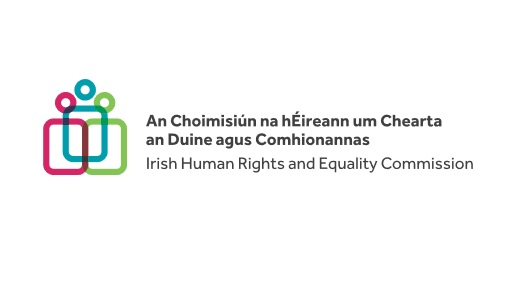 An Choimisiún na hÉireann um Chearta
an Duine agus Comhionannas
Irish Human Rights and Equality Commission